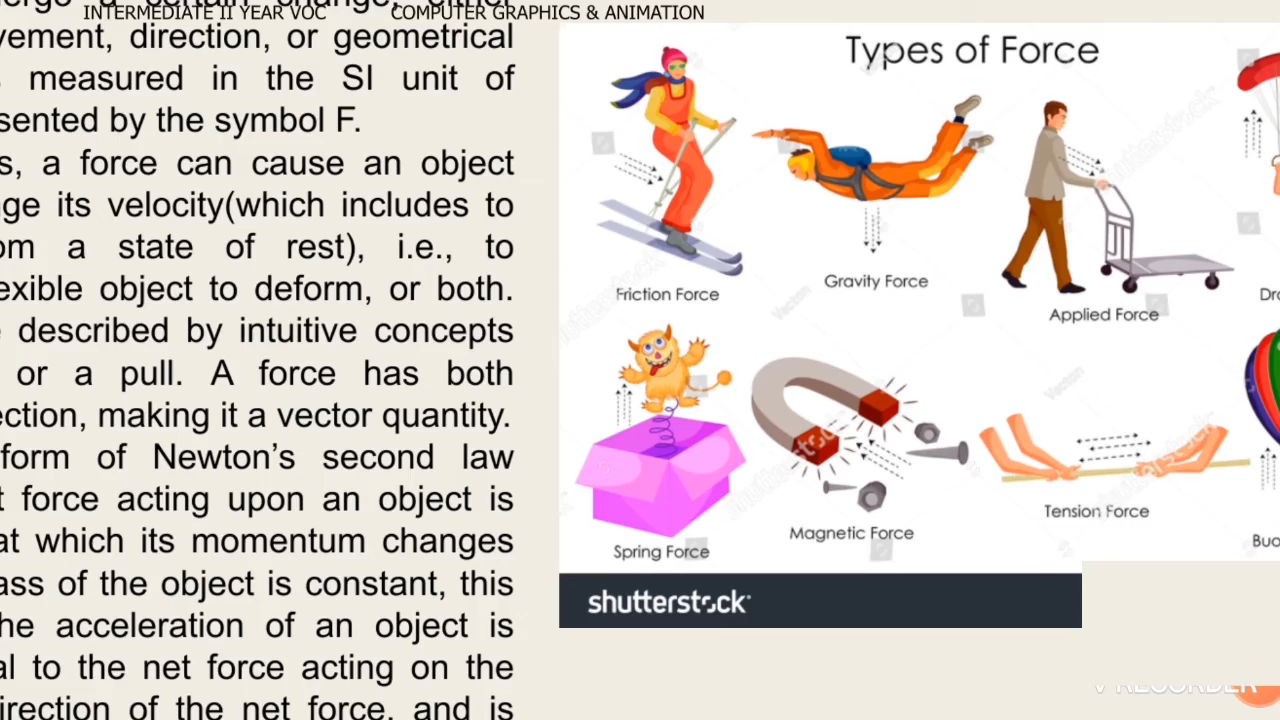 INTERMEDIATE II YEAR VOC COMPUTER GRAPHICS & ANIMATION
certain change, either
vement, direction, or geometrical
s measured in the SI unit of
sented by the symbol F.
s, a force can cause an object
nge its velocity(which includes to
om a state of rest), i.e., to
exible object to deform, or both.
e described by intuitive concepts
or a pull. A force has both
ection, making it a vector quantity.
form of Newton's second law
t force acting upon an object is
at which its momentum changes
ass of the object is constant, this
he acceleration of an object is
al to the net force acting on the
irection of the net force, and is
Types of Force
Friction Force
Gravity Force
Applied Force
Spring Force
Magnetic Force
Tension Force
Buo
shutterstock
V RECORDER